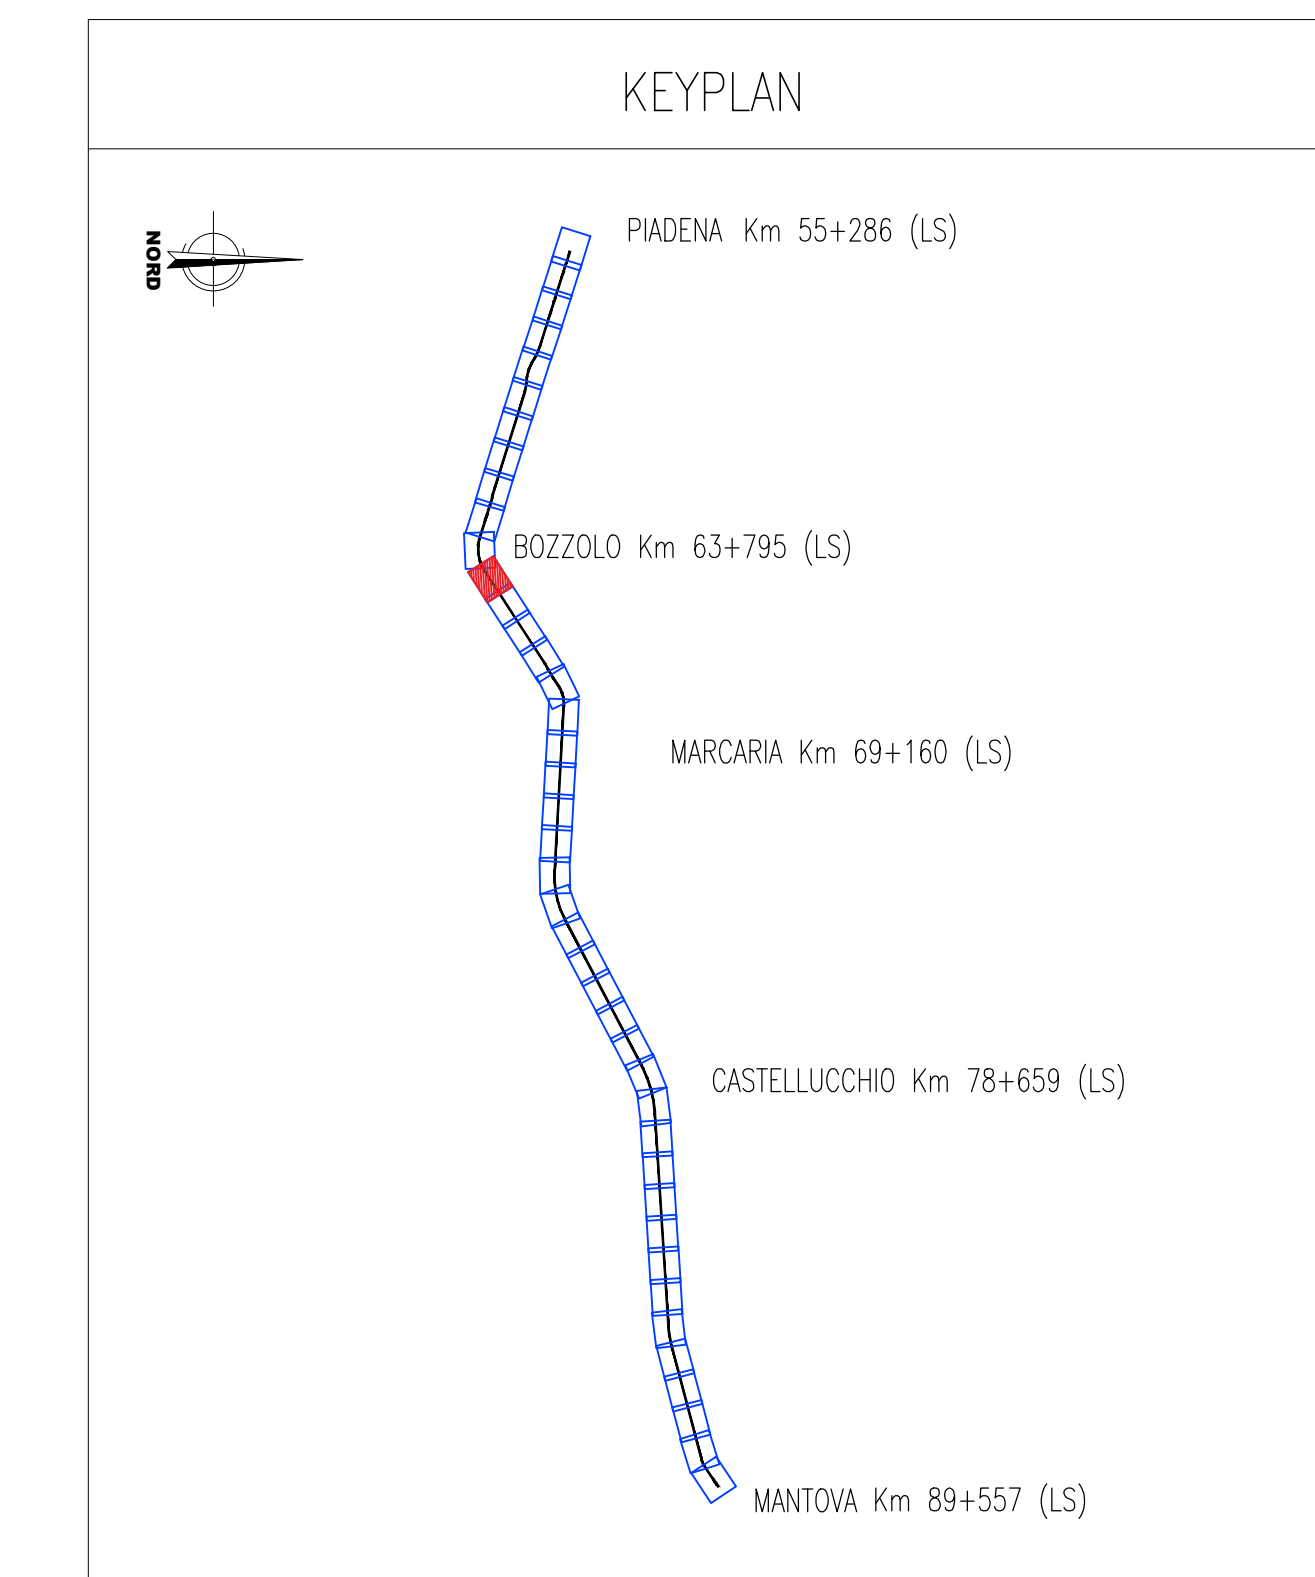 KEYPLAN
NORD
PIADENA Km 55+286 (LS)
BOZZOLO Km 63+795 (LS)
MARCARIA Km 69+160 (LS)
CASTELLUCCHIO Km 78+659 (LS)
MANTOVA Km 89+557 (LS)